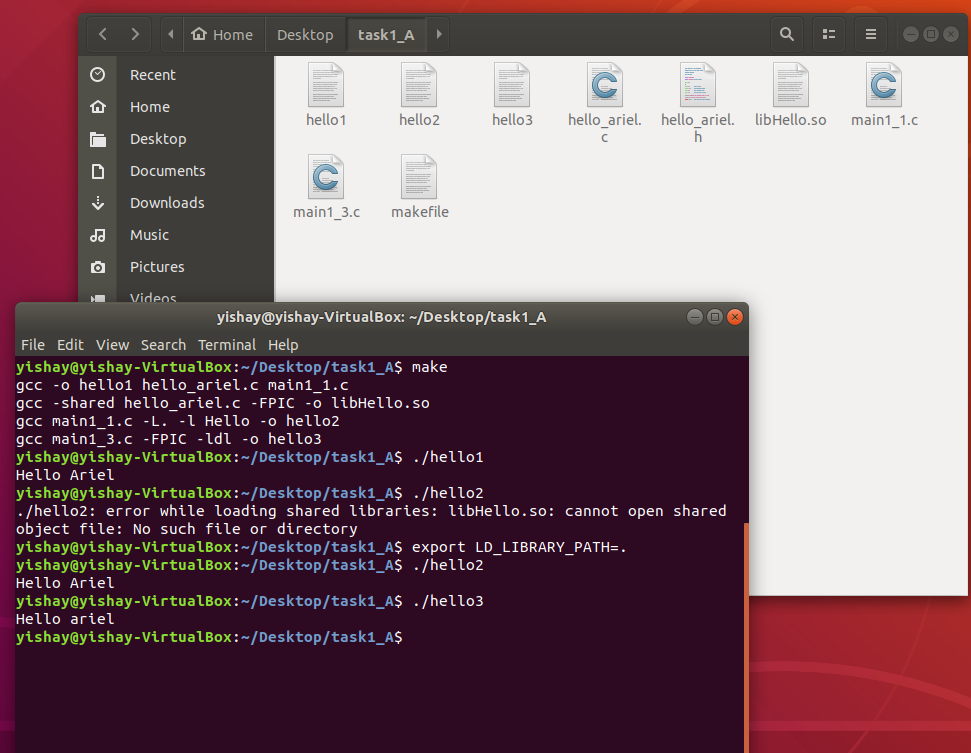 Home Desktop task1_A
Recent
Home
Desktop
Documents
Downloads
Music
Pictures
Videos
hello1 hello2 hello3 hello_ariel.c hello_ariel.h libHello.so main1_1.c
main1_3.c makefile
yishay@yishay-VirtualBox: ~/Desktop/task1_A
File Edit View Search Terminal Help
yishay@yishay-VirtualBox:~/Desktop/task1_A$ make
gcc -o hello1 hello_ariel.c main1_1.c
gcc -shared hello_ariel.c -FPIC -o libHello.so
gcc main1_1.c -L. -l Hello -o hello2
gcc main1_3.c -FPIC -ldl -o hello3
yishay@yishay-VirtualBox:~/Desktop/task1_A$ ./hello1
Hello Ariel
yishay@yishay-VirtualBox:~/Desktop/task1_A$ ./hello2
./hello2: error while loading shared libraries: libHello.so: cannot open shared
object file: No such file or directory
yishay@yishay-VirtualBox:~/Desktop/task1_A$ export LD_LIBRARY_PATH=.
yishay@yishay-VirtualBox:~/Desktop/task1_A$ ./hello2
Hello Ariel
yishay@yishay-VirtualBox:~/Desktop/task1_A$ ./hello3
Hello ariel
yishay@yishay-VirtualBox:~/Desktop/task1_A$